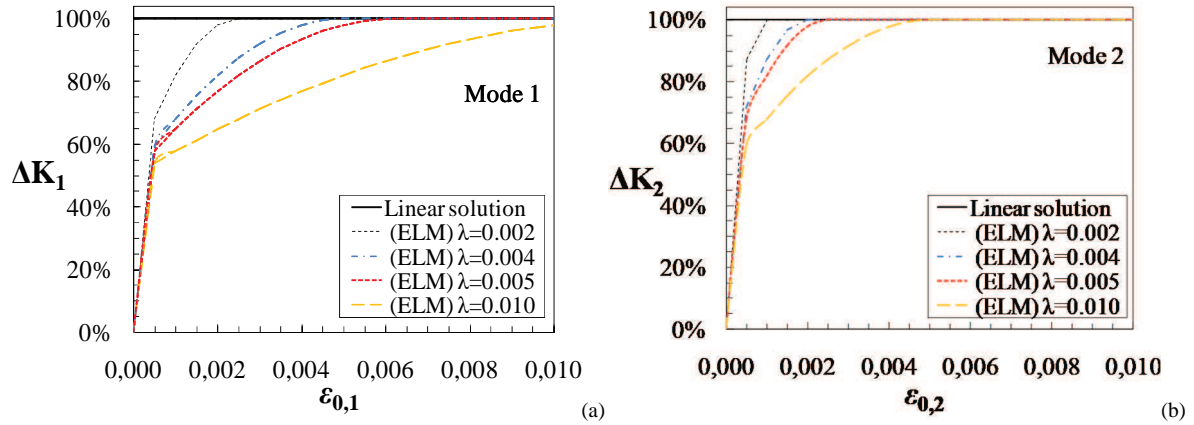 100%
80%
60%
40%
20%
0%
ΔK1
Mode 1
Linear solution
(ELM) λ=0.002
(ELM) λ=0.004
(ELM) λ=0.005
(ELM) λ=0.010
0,000 0,002 0,004 0,006 0,008 0,010
ε0,1
(a)
100%
80%
60%
40%
20%
0%
ΔK2
Mode 2
Linear solution
(ELM) λ=0.002
(ELM) λ=0.004
(ELM) λ=0.005
(ELM) λ=0.010
0,000 0,002 0,004 0,006 0,008 0,010
ε0,2
(b)